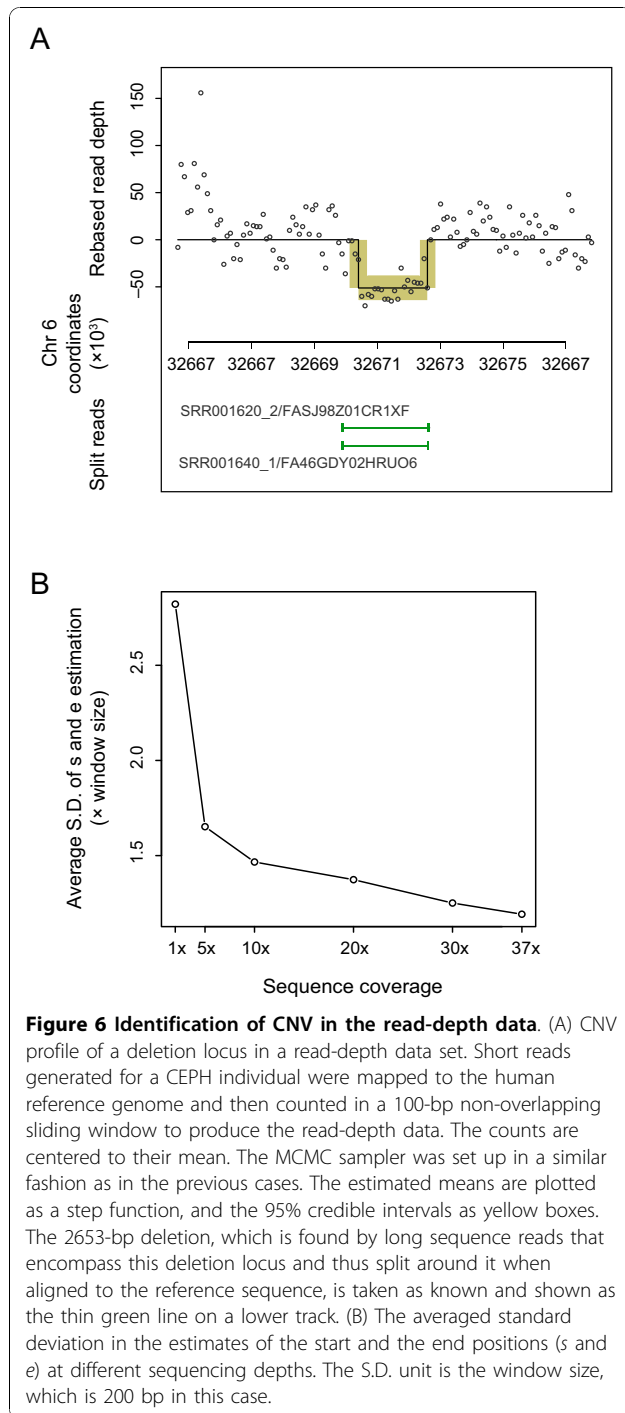 A
Rebased read depth
150
100
50
0
−50
Chr 6
coordinates
(×10³)
32667 32667 32669 32671 32673 32675 32667
Split reads
SRR001620_2/FASJ98Z01CR1XF
SRR001640_1/FA46GDY02HRUO6
B
Average S.D. of s and e estimation
(× window size)
2.5
2.0
1.5
1x 5x 10x 20x 30x 37x
Sequence coverage
Figure 6 Identification of CNV in the read-depth data. (A) CNV
profile of a deletion locus in a read-depth data set. Short reads
generated for a CEPH individual were mapped to the human
reference genome and then counted in a 100-bp non-overlapping
sliding window to produce the read-depth data. The counts are
centered to their mean. The MCMC sampler was set up in a similar
fashion as in the previous cases. The estimated means are plotted
as a step function, and the 95% credible intervals as yellow boxes.
The 2653-bp deletion, which is found by long sequence reads that
encompass this deletion locus and thus split around it when
aligned to the reference sequence, is taken as known and shown as
the thin green line on a lower track. (B) The averaged standard
deviation in the estimates of the start and the end positions (s and
e) at different sequencing depths. The S.D. unit is the window size,
which is 200 bp in this case.